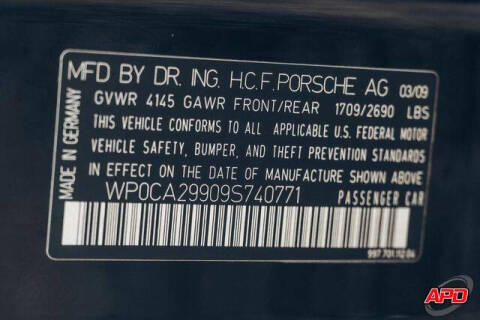 MFD BY DR. ING. H.C.F. PORSCHE AG 03/09
GVWR 4145 GAWR FRONT/REAR 1709/2690 LBS
THIS VEHICLE CONFORMS TO ALL APPLICABLE U.S. FEDERAL MOTOR
VEHICLE SAFETY, BUMPER, AND THEFT PREVENTION STANDARDS
IN EFFECT ON THE DATE OF MANUFACTURE SHOWN ABOVE.
WP0CA29909S740771 PASSENGER CAR
MADE IN GERMANY
997.701.112.04
APD